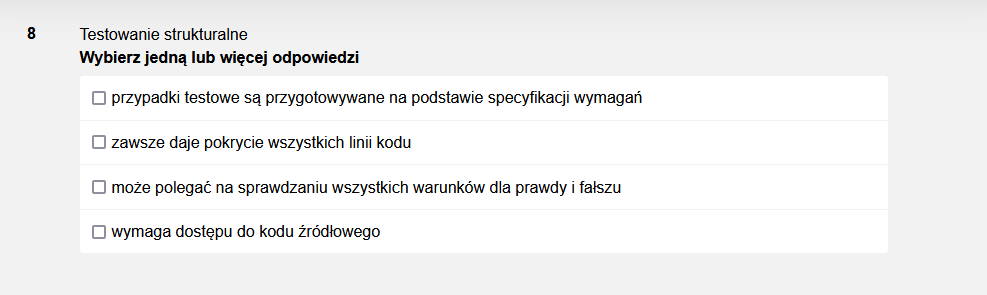 8
Testowanie strukturalne
Wybierz jedną lub więcej odpowiedzi
przypadki testowe są przygotowywane na podstawie specyfikacji wymagań
zawsze daje pokrycie wszystkich linii kodu
może polegać na sprawdzaniu wszystkich warunków dla prawdy i fałszu
wymaga dostępu do kodu źródłowego